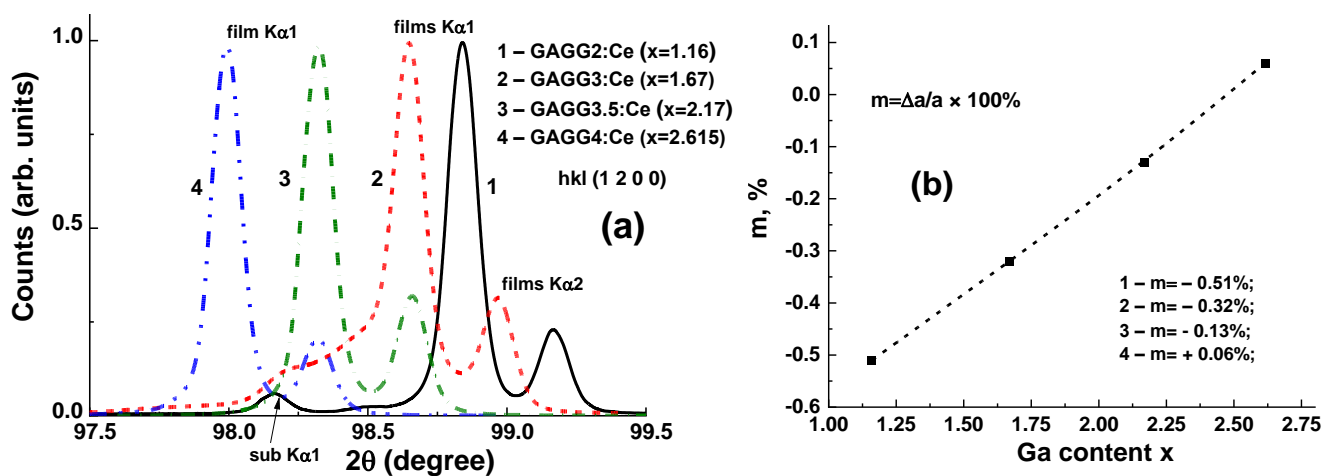 film Kα1
films Kα1
1 – GAGG2:Ce (x=1.16)
2 – GAGG3:Ce (x=1.67)
3 – GAGG3.5:Ce (x=2.17)
4 – GAGG4:Ce (x=2.615)
hkl (1 2 0 0)
(a)
4
3
2
1
films Kα2
sub Kα1
Counts (arb. units)
1.0
0.5
0.0
97.5
98.0
98.5
99.0
99.5
2θ (degree)
m=Δa/a × 100%
(b)
1 – m= – 0.51%;
2 – m= – 0.32%;
3 – m= - 0.13%;
4 – m= + 0.06%;
m, %
0.1
0.0
-0.1
-0.2
-0.3
-0.4
-0.5
-0.6
1.00
1.25
1.50
1.75
2.00
2.25
2.50
2.75
Ga content x